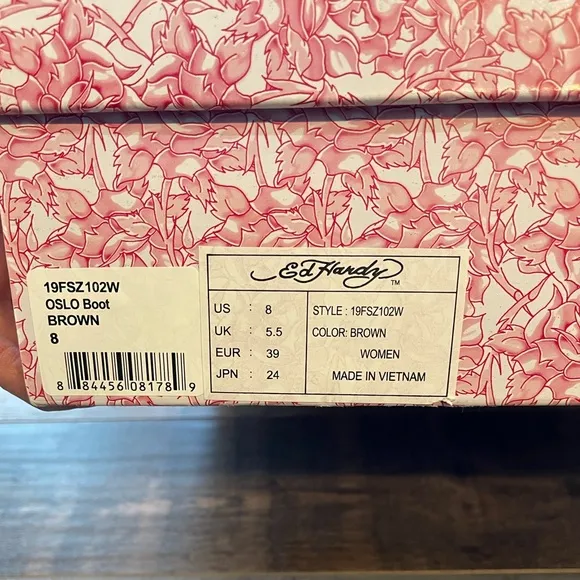 19FSZ102W
OSLO Boot
BROWN
8
8 84456 08178 9
Ed Hardy TM
US : 8
UK : 5.5
EUR : 39
JPN : 24
STYLE : 19FSZ102W
COLOR: BROWN
WOMEN
MADE IN VIETNAM